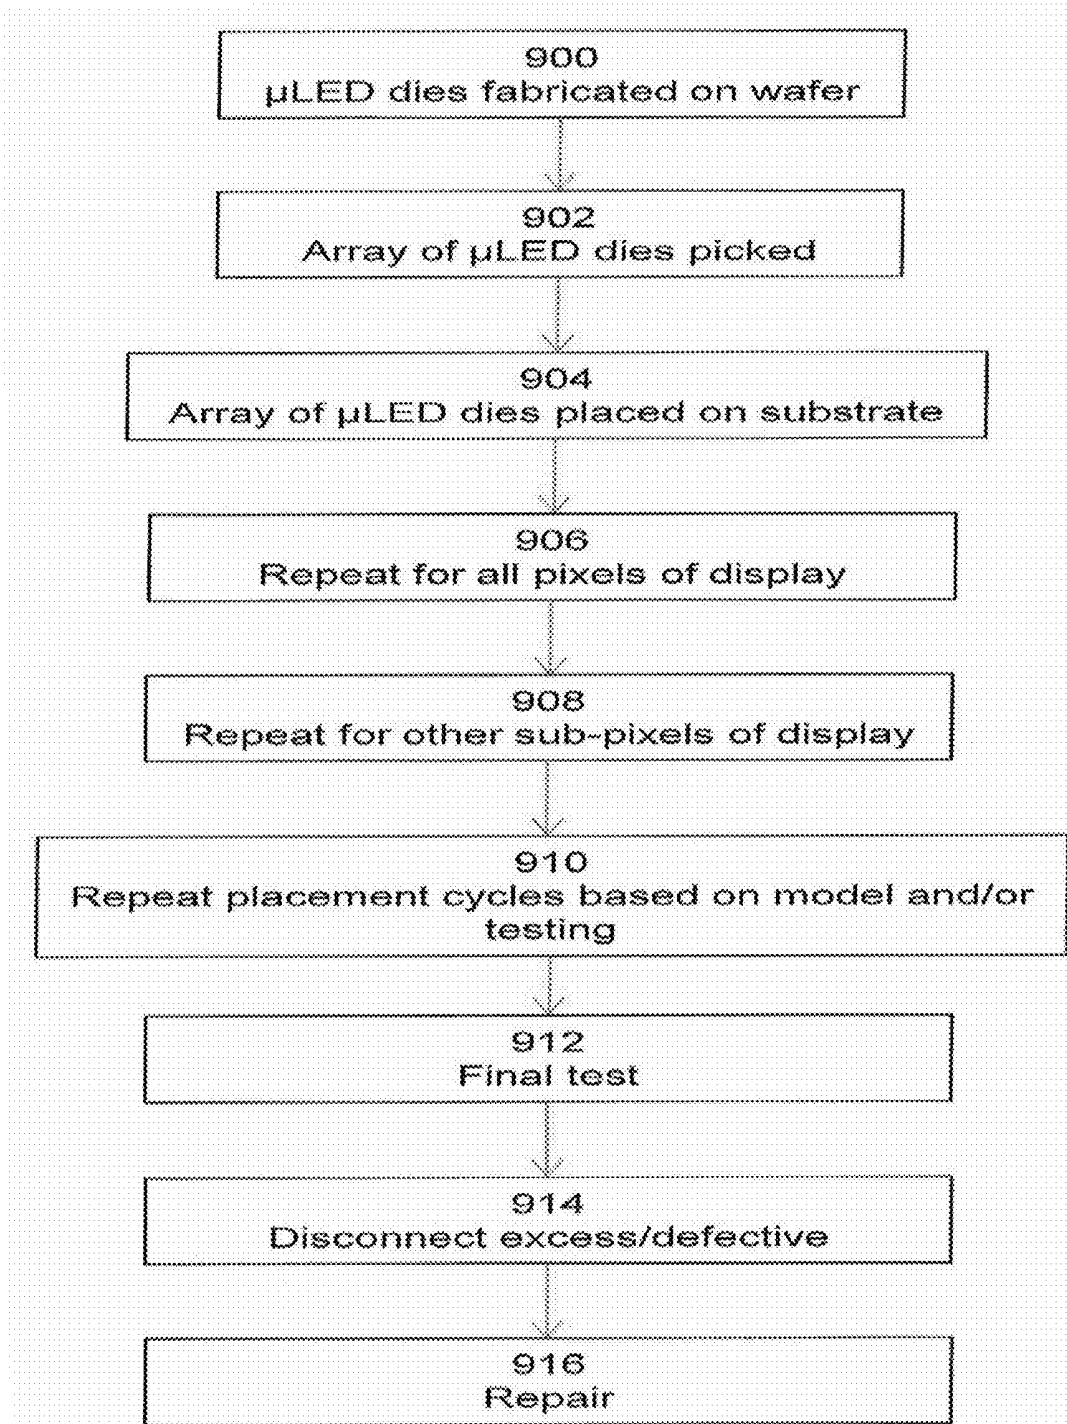 900
µLED dies fabricated on wafer
902
Array of µLED dies picked
904
Array of µLED dies placed on substrate
906
Repeat for all pixels of display
908
Repeat for other sub-pixels of display
910
Repeat placement cycles based on model and/or
testing
912
Final test
914
Disconnect excess/defective
916
Repair